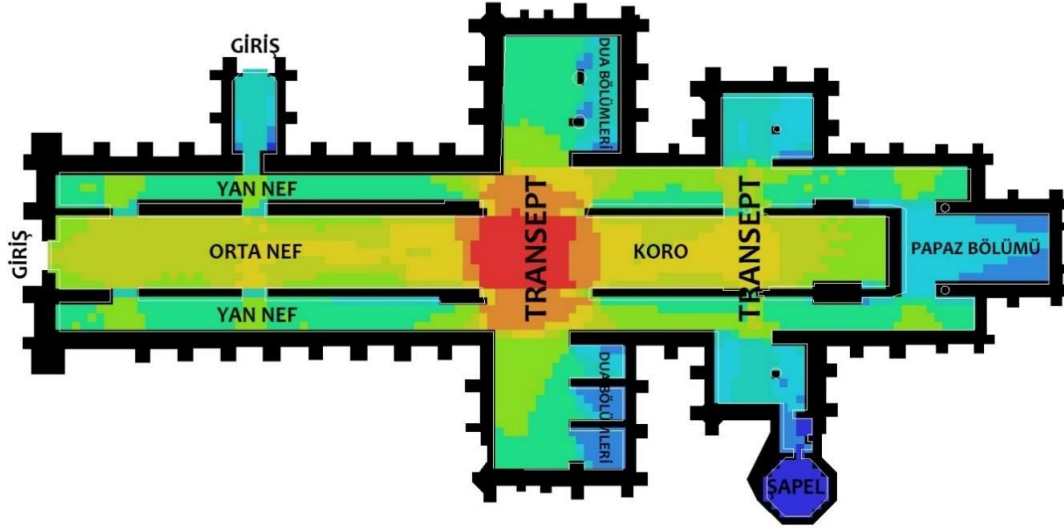 GİRİŞ
DUA BÖLÜMLERİ
YAN NEF
TRANSEPT
TRANSEPT
GİRİŞ
ORTA NEF
KORO
PAPAZ BÖLÜMÜ
YAN NEF
DUA BÖLÜMLERİ
ŞAPEL